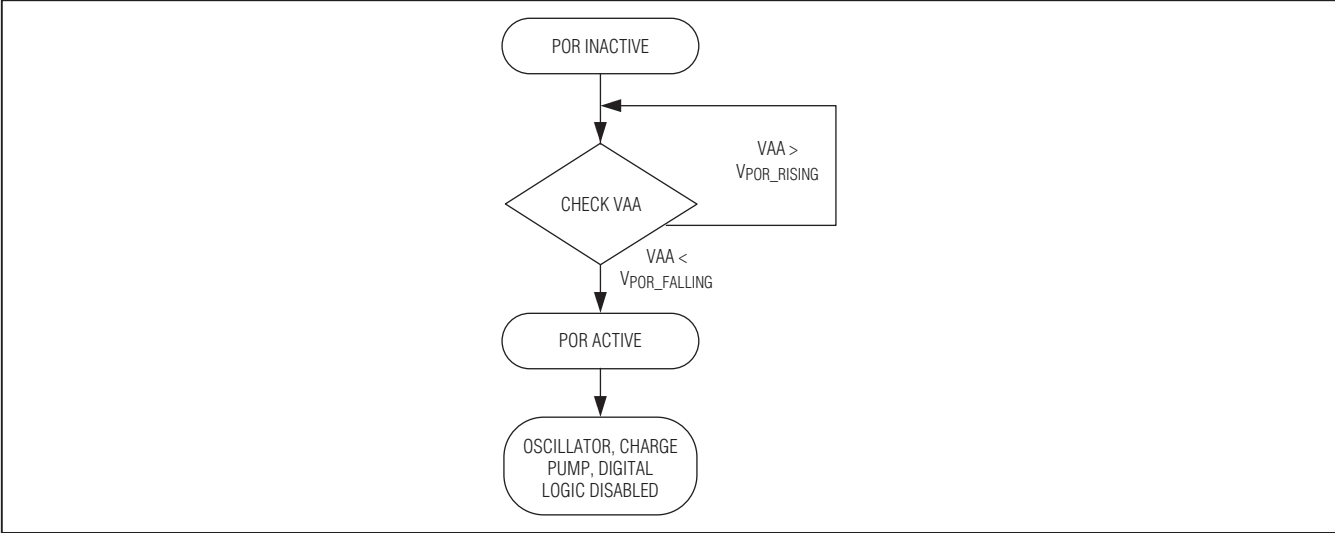 POR INACTIVE
VAA >
VPOR_RISING
CHECK VAA
VAA <
VPOR_FALLING
POR ACTIVE
OSCILLATOR, CHARGE
PUMP, DIGITAL
LOGIC DISABLED